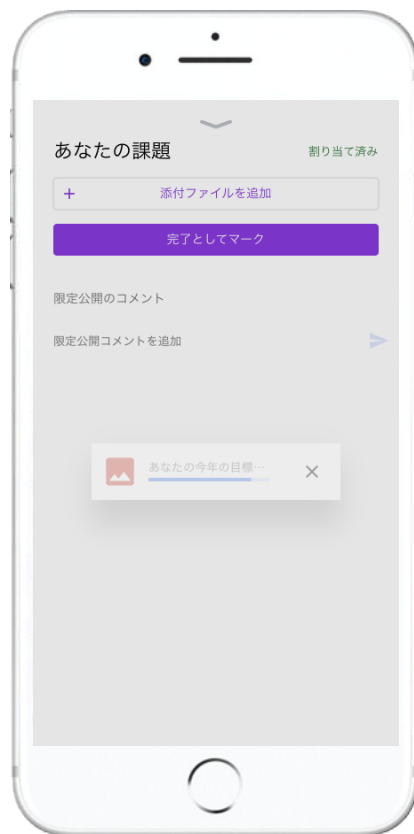 あなたの課題
割り当て済み
+ 添付ファイルを追加
完了としてマーク
限定公開のコメント
限定公開コメントを追加
あなたの今年の目標…